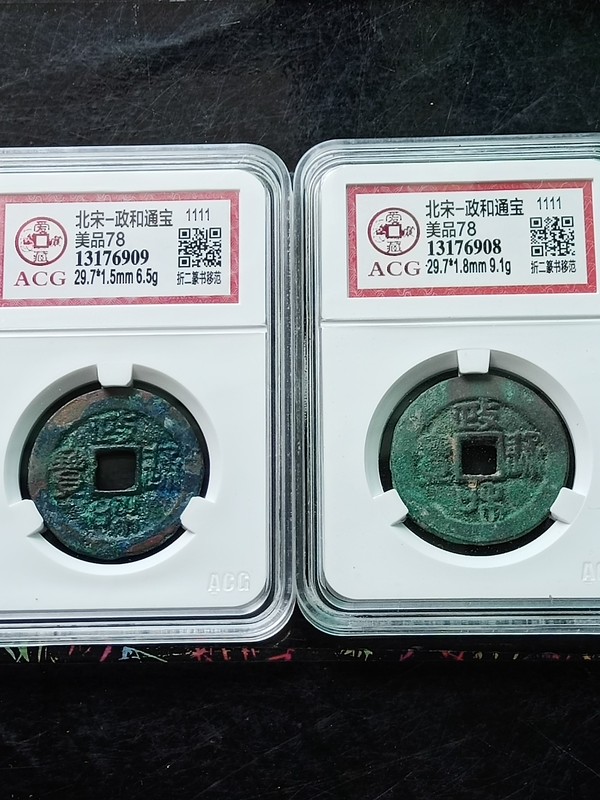 北宋-政和通宝 1111
美品78
13176909
ACG 29.7*1.5mm 6.5g
折二篆书移范
ACG
北宋-政和通宝 1111
美品78
13176908
ACG 29.7*1.8mm 9.1g
折二篆书移范
政
和